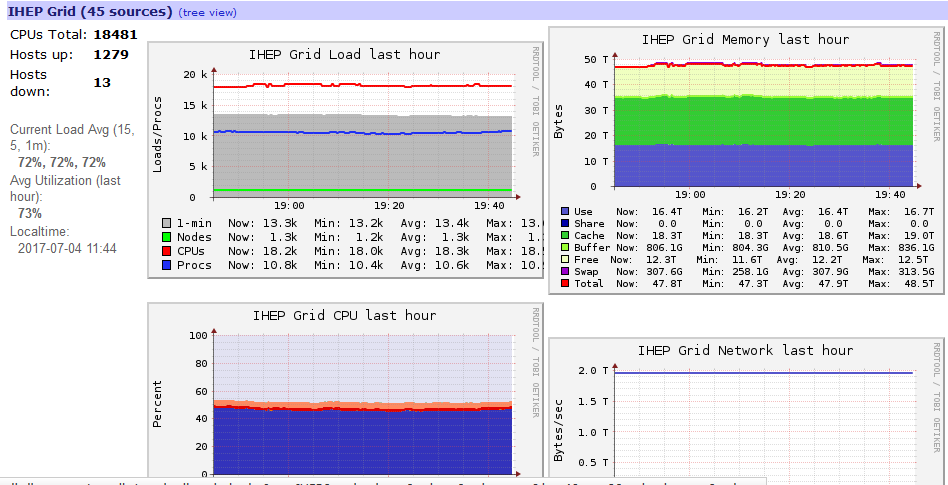 IHEP Grid (45 sources) (tree view)
CPUs Total: 18481
Hosts up: 1279
Hosts
down: 13
Current Load Avg (15,
5, 1m):
72%, 72%, 72%
Avg Utilization (last
hour):
73%
Localtime:
2017-07-04 11:44
IHEP Grid Load last hour
RRDTOOL / TOBI OETIKER
Loads/Procs
20 k
15 k
10 k
5 k
0
19:00 19:20 19:40
1-min Now: 13.3k Min: 13.2k Avg: 13.4k Max: 13.
Nodes Now: 1.3k Min: 1.2k Avg: 1.3k Max: 1.
CPUs Now: 18.2k Min: 18.0k Avg: 18.3k Max: 18.
Procs Now: 10.8k Min: 10.4k Avg: 10.6k Max: 10.
IHEP Grid Memory last hour
RRDTOOL / TOBI OETIKER
Bytes
50 T
40 T
30 T
20 T
10 T
0
19:00 19:20 19:40
Use Now: 16.4T Min: 16.2T Avg: 16.4T Max: 16.7T
Share Now: 0.0 Min: 0.0 Avg: 0.0 Max: 0.0
Cache Now: 18.3T Min: 18.3T Avg: 18.6T Max: 19.0T
Buffer Now: 806.1G Min: 804.3G Avg: 810.5G Max: 836.1G
Free Now: 12.3T Min: 11.6T Avg: 12.2T Max: 12.5T
Swap Now: 307.6G Min: 258.1G Avg: 307.9G Max: 313.5G
Total Now: 47.8T Min: 47.3T Avg: 47.9T Max: 48.5T
IHEP Grid CPU last hour
RRDTOOL / TOBI OETIKER
Percent
100
80
60
40
20
0
IHEP Grid Network last hour
RRDTOOL / TOBI OETIKER
Bytes/sec
2.0 T
1.5 T
1.0 T
0.5 T